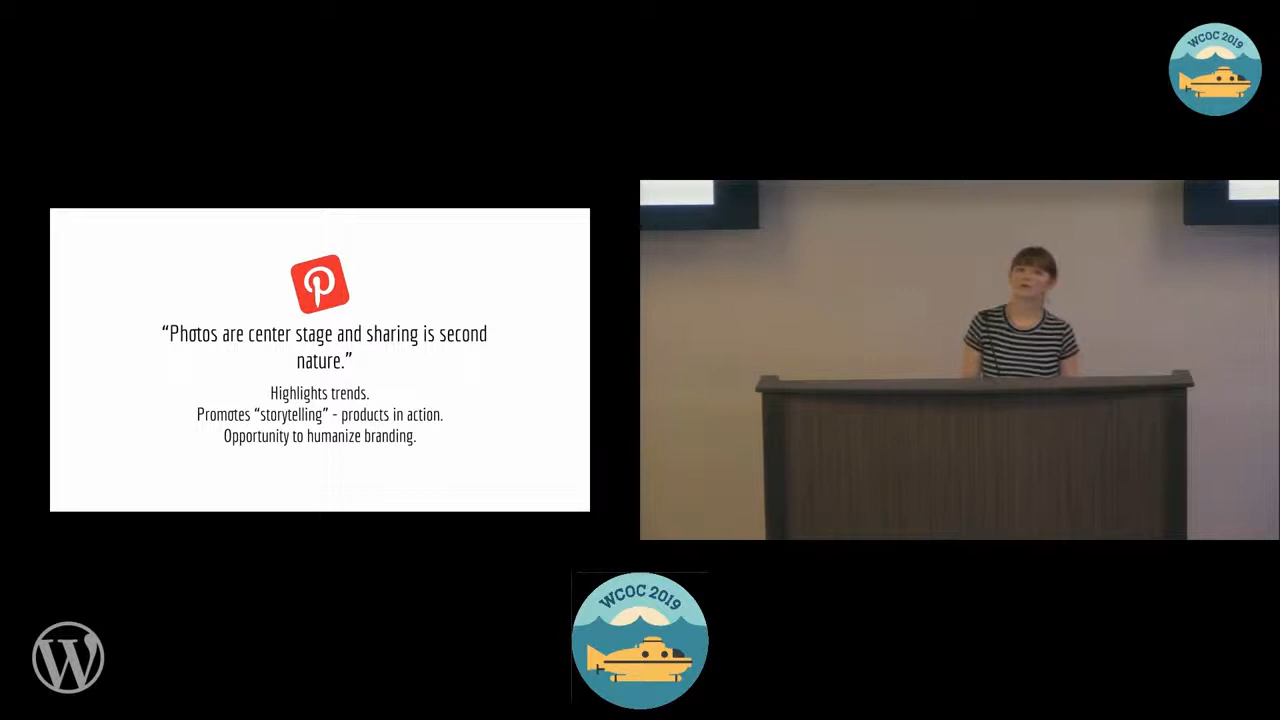 WCOC 2019
“Photos are center stage and sharing is second
nature.”
Highlights trends.
Promotes “storytelling” - products in action.
Opportunity to humanize branding.
WCOC 2019